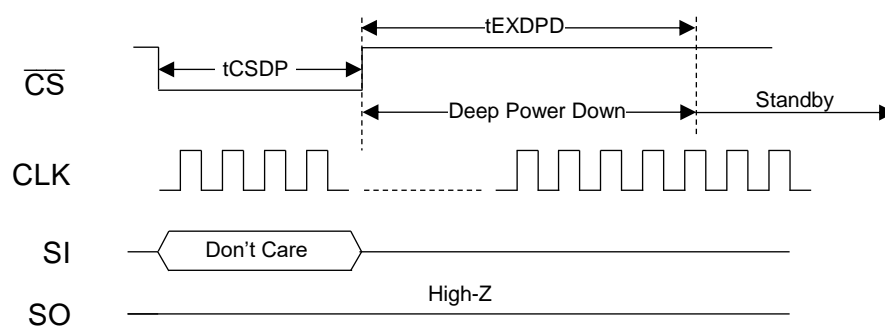 tEXDPD
tCSDP
CS
Deep Power Down
Standby
CLK
SI
Don't Care
High-Z
SO